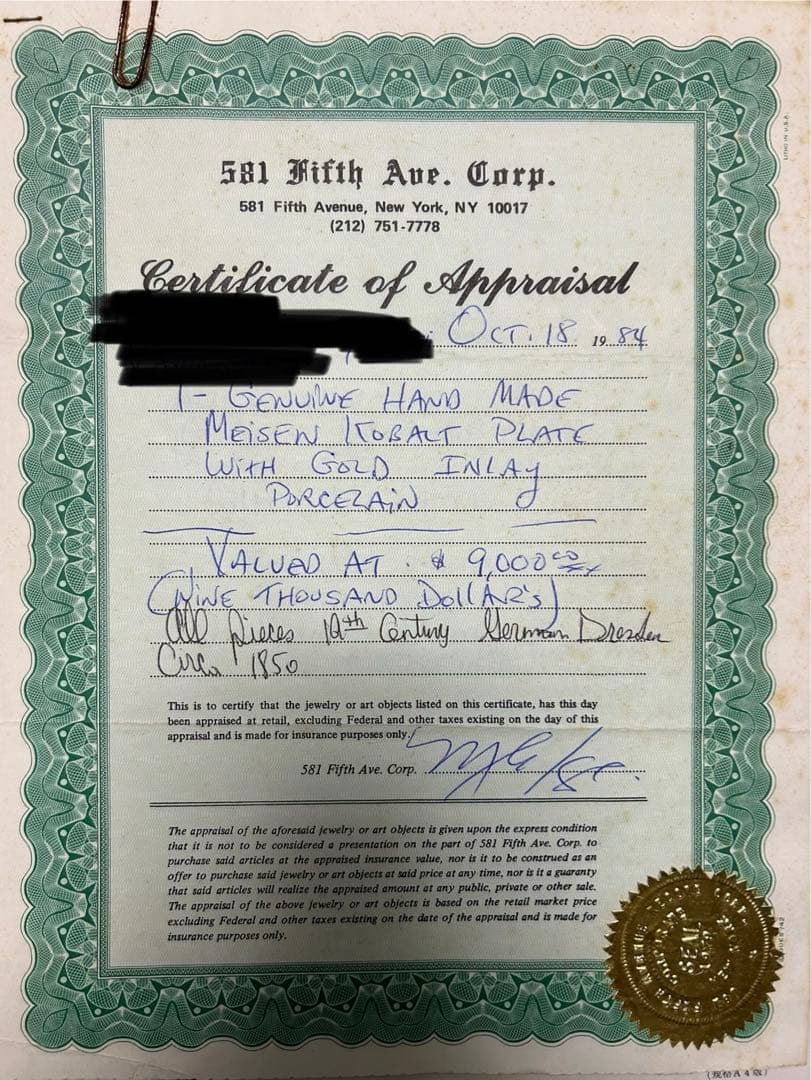 581 Fifth Ave. Corp.
581 Fifth Avenue, New York, NY 10017
(212) 751-7778
Certificate of Appraisal
OCT. 18 1984
1 - GENUINE HAND MADE
MEISEN KOBALT PLATE
WITH GOLD INLAY
PORCELAIN
VALUED AT. $ 9,000
(NINE THOUSAND DOLLAR'S)
All pieces 19th Century German Dresden
Circa 1850
This is to certify that the jewelry or art objects listed on this certificate, has this day
been appraised at retail, excluding Federal and other taxes existing on the day of this
appraisal and is made for insurance purposes only.
581 Fifth Ave. Corp.
The appraisal of the aforesaid jewelry or art objects is given upon the express condition
that it is not to be considered a presentation on the part of 581 Fifth Ave. Corp. to
purchase said articles at the appraised insurance value, nor is it to be construed as an
offer to purchase said jewelry or art objects at said price at any time, nor is it a guaranty
that said articles will realize the appraised amount at any public, private or other sale.
The appraisal of the above jewelry or art objects is based on the retail market price
excluding Federal and other taxes existing on the date of the appraisal and is made for
insurance purposes only.
LITHO IN U.S.A.